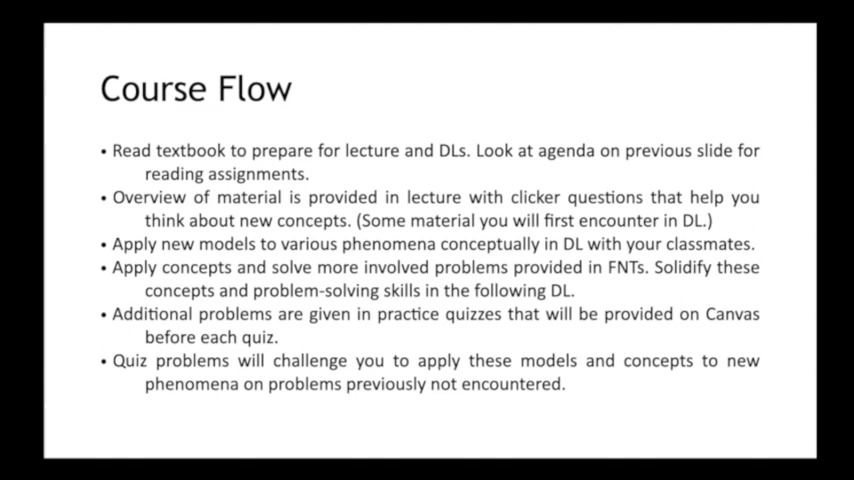 Course Flow
• Read textbook to prepare for lecture and DLs. Look at agenda on previous slide for
reading assignments.
• Overview of material is provided in lecture with clicker questions that help you
think about new concepts. (Some material you will first encounter in DL.)
• Apply new models to various phenomena conceptually in DL with your classmates.
• Apply concepts and solve more involved problems provided in FNTs. Solidify these
concepts and problem-solving skills in the following DL.
• Additional problems are given in practice quizzes that will be provided on Canvas
before each quiz.
• Quiz problems will challenge you to apply these models and concepts to new
phenomena on problems previously not encountered.